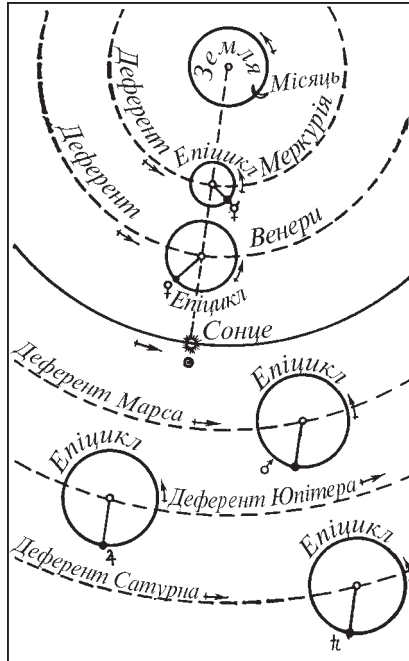 Земля
Місяць
Деферент
Меркурія
Епіцикл
☿
Деферент
Венери
♀
Епіцикл
Сонце
Деферент Марса
Епіцикл
♂
Епіцикл
Деферент Юпітера
♃
Деферент Сатурна
Епіцикл
♄